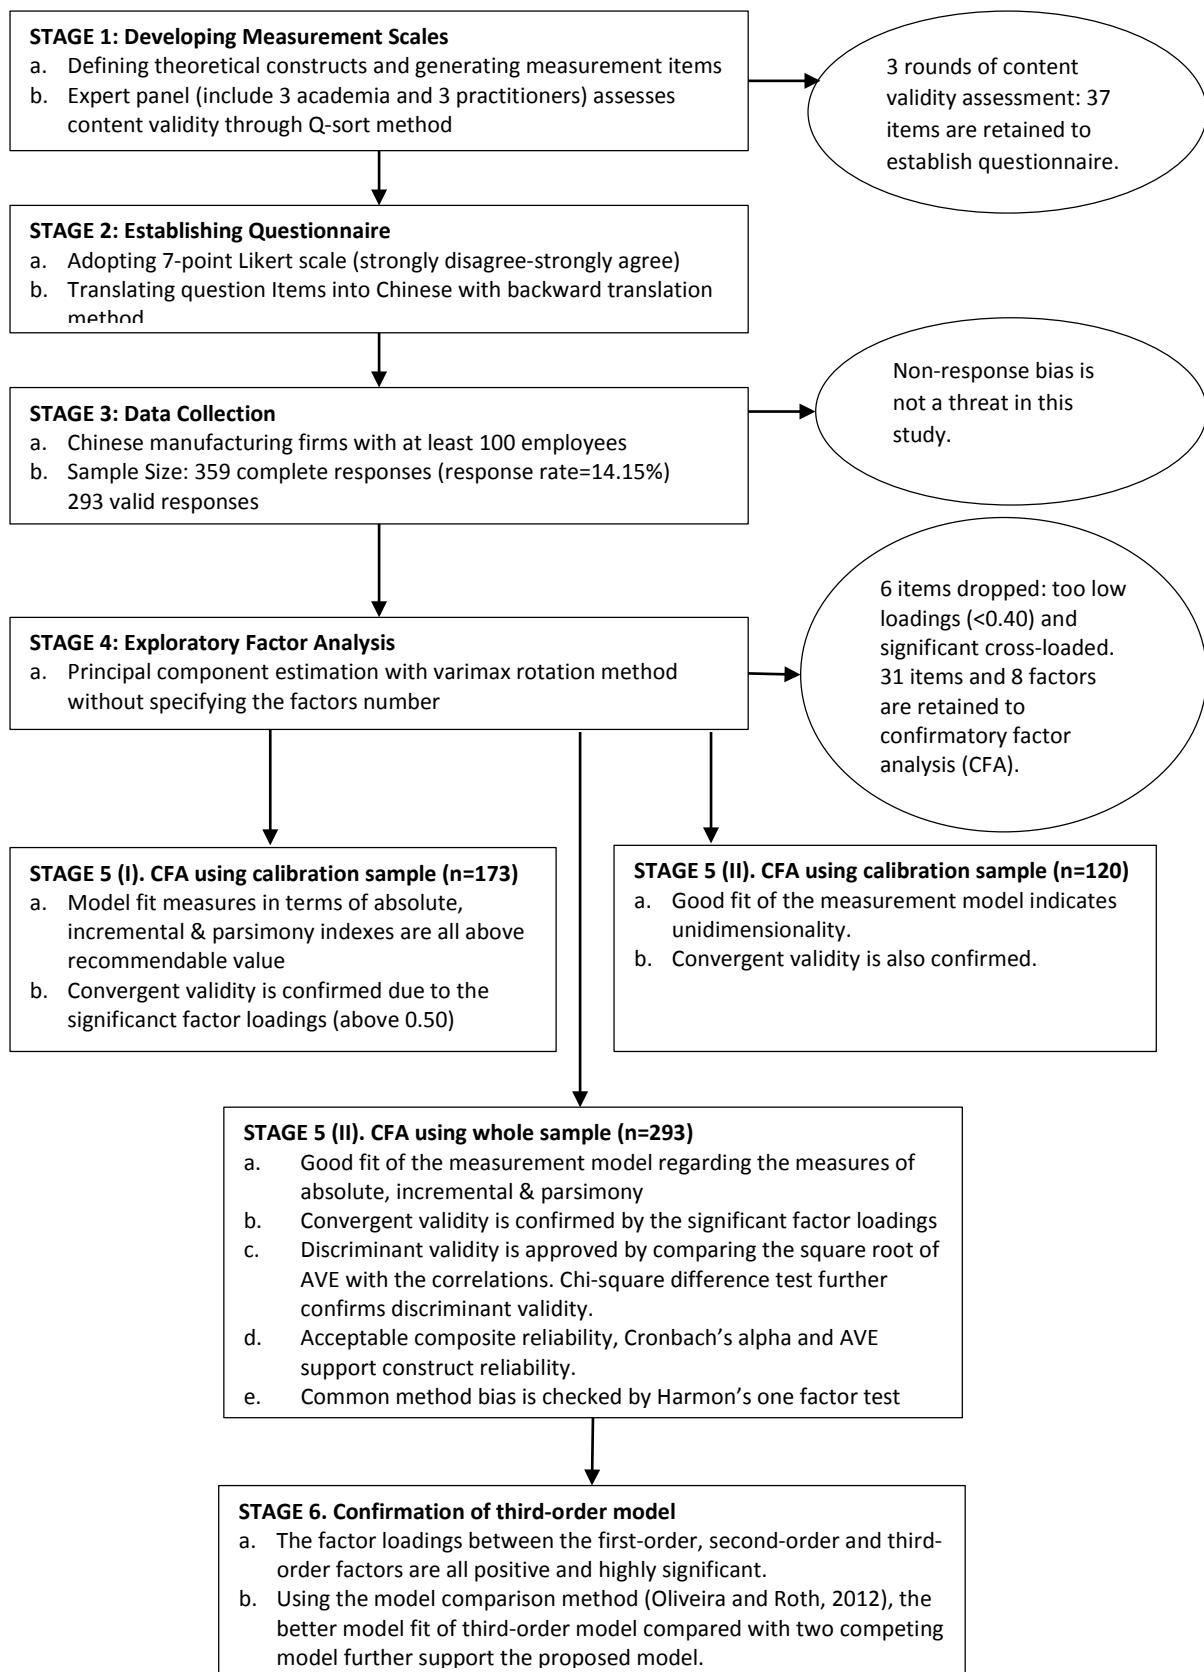 STAGE 1: Developing Measurement Scales
a. Defining theoretical constructs and generating measurement items
b. Expert panel (include 3 academia and 3 practitioners) assesses
content validity through Q-sort method
3 rounds of content
validity assessment: 37
items are retained to
establish questionnaire.
STAGE 2: Establishing Questionnaire
a. Adopting 7-point Likert scale (strongly disagree-strongly agree)
b. Translating question Items into Chinese with backward translation
method
STAGE 3: Data Collection
a. Chinese manufacturing firms with at least 100 employees
b. Sample Size: 359 complete responses (response rate=14.15%)
293 valid responses
Non-response bias is
not a threat in this
study.
STAGE 4: Exploratory Factor Analysis
a. Principal component estimation with varimax rotation method
without specifying the factors number
6 items dropped: too low
loadings (<0.40) and
significant cross-loaded.
31 items and 8 factors
are retained to
confirmatory factor
analysis (CFA).
STAGE 5 (I). CFA using calibration sample (n=173)
a. Model fit measures in terms of absolute,
incremental & parsimony indexes are all above
recommendable value
b. Convergent validity is confirmed due to the
significanct factor loadings (above 0.50)
STAGE 5 (II). CFA using calibration sample (n=120)
a. Good fit of the measurement model indicates
unidimensionality.
b. Convergent validity is also confirmed.
STAGE 5 (II). CFA using whole sample (n=293)
a. Good fit of the measurement model regarding the measures of
absolute, incremental & parsimony
b. Convergent validity is confirmed by the significant factor loadings
c. Discriminant validity is approved by comparing the square root of
AVE with the correlations. Chi-square difference test further
confirms discriminant validity.
d. Acceptable composite reliability, Cronbach's alpha and AVE
support construct reliability.
e. Common method bias is checked by Harmon's one factor test
STAGE 6. Confirmation of third-order model
a. The factor loadings between the first-order, second-order and third-
order factors are all positive and highly significant.
b. Using the model comparison method (Oliveira and Roth, 2012), the
better model fit of third-order model compared with two competing
model further support the proposed model.